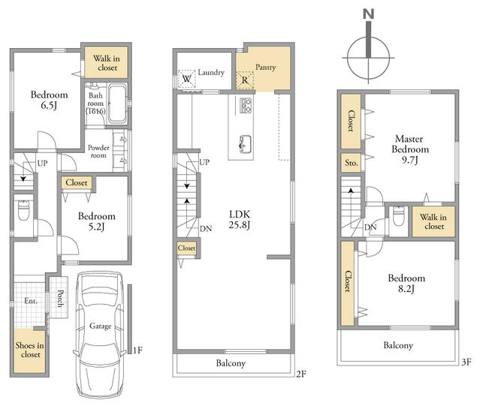 N
Walk in
closet
Bedroom
6.5J
Bath
room
(1616)
Powder
room
UP
Closet
Bedroom
5.2J
Ent.
Porch
Garage
Shoes in
closet
1F
Laundry
W
R
Pantry
UP
DN
Closet
LDK
25.8J
Balcony
2F
Closet
Master
Bedroom
9.7J
Sto.
DN
Walk in
closet
Closet
Bedroom
8.2J
Balcony
3F